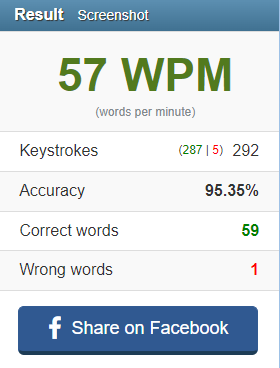 Result Screenshot
57 WPM
(words per minute)
Keystrokes (287 | 5) 292
Accuracy 95.35%
Correct words 59
Wrong words 1
Share on Facebook